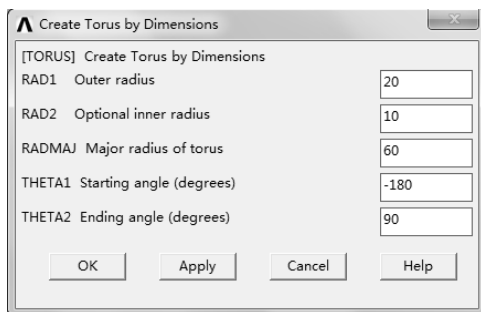 Create Torus by Dimensions
[TORUS] Create Torus by Dimensions
RAD1 Outer radius 20
RAD2 Optional inner radius 10
RADMAJ Major radius of torus 60
THETA1 Starting angle (degrees) -180
THETA2 Ending angle (degrees) 90
OK Apply Cancel Help